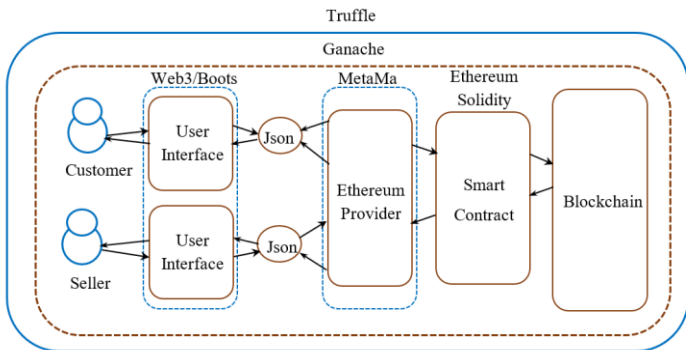 Truffle
Ganache
Web3/Boots
MetaMa
Ethereum
Solidity
Customer
User
Interface
Json
Ethereum
Provider
Smart
Contract
Blockchain
Seller
User
Interface
Json